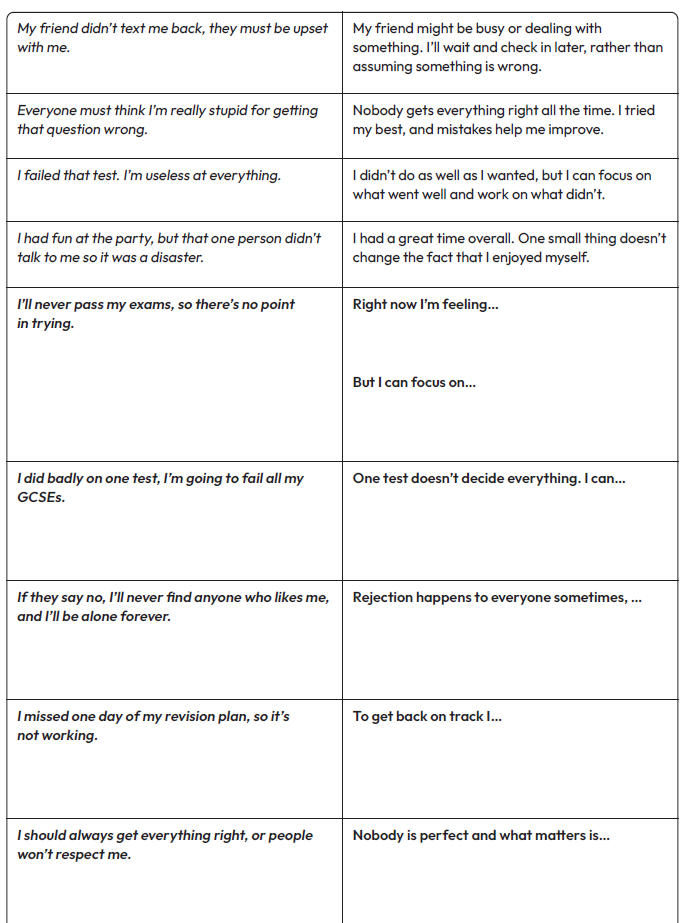 My friend didn't text me back, they must be upset
with me.
My friend might be busy or dealing with
something. I'll wait and check in later, rather than
assuming something is wrong.
Everyone must think I'm really stupid for getting
that question wrong.
Nobody gets everything right all the time. I tried
my best, and mistakes help me improve.
I failed that test. I'm useless at everything.
I didn't do as well as I wanted, but I can focus on
what went well and work on what didn't.
I had fun at the party, but that one person didn't
talk to me so it was a disaster.
I had a great time overall. One small thing doesn't
change the fact that I enjoyed myself.
I'll never pass my exams, so there's no point
in trying.
Right now I'm feeling...
But I can focus on...
I did badly on one test, I'm going to fail all my
GCSEs.
One test doesn't decide everything. I can...
If they say no, I'll never find anyone who likes me,
and I'll be alone forever.
Rejection happens to everyone sometimes, ...
I missed one day of my revision plan, so it's
not working.
To get back on track I...
I should always get everything right, or people
won't respect me.
Nobody is perfect and what matters is...